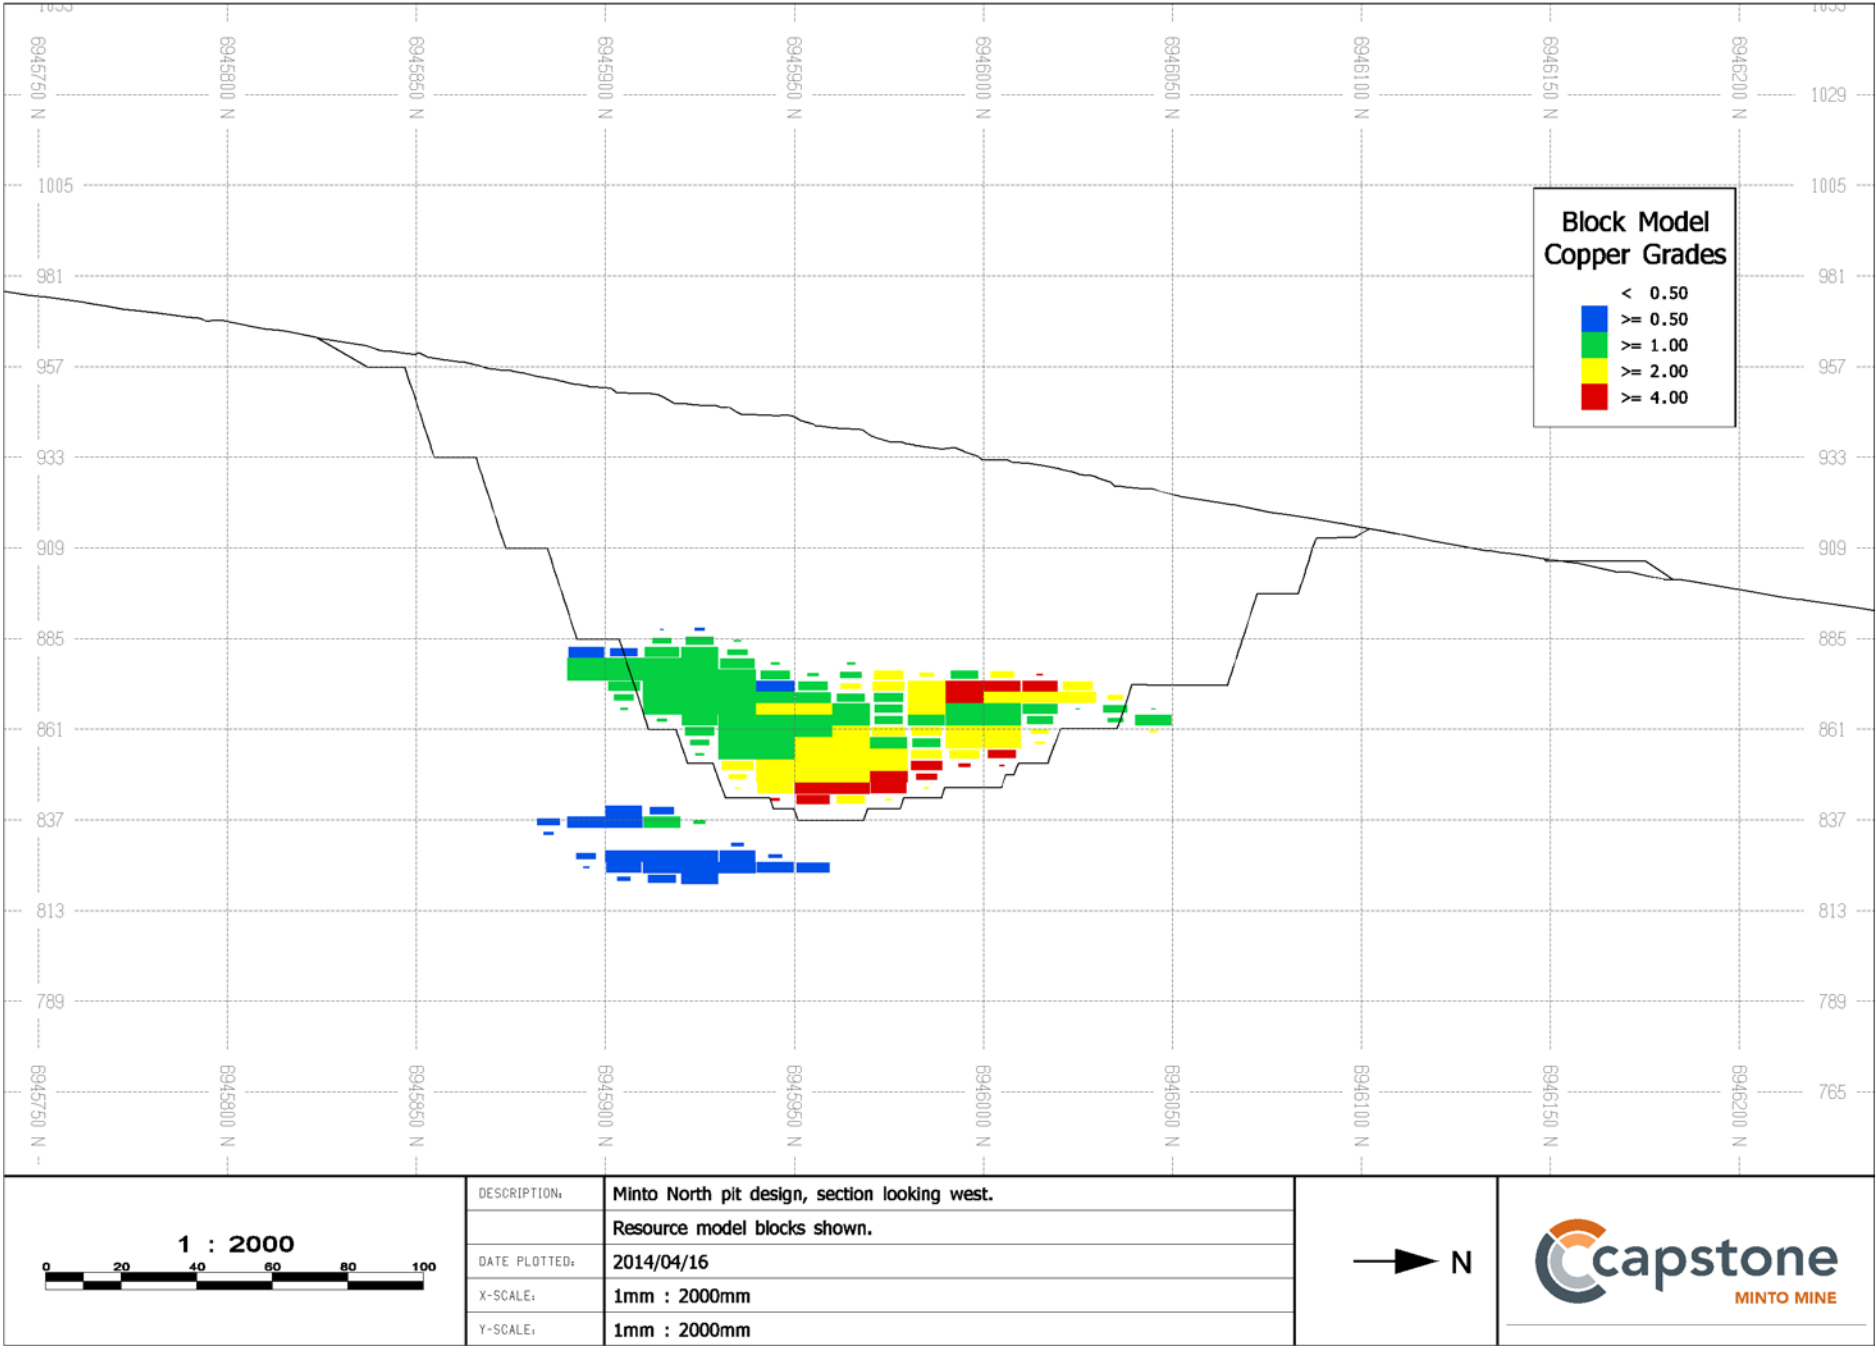 1033 1033
6945750 N 6945800 N 6945850 N 6945900 N 6945950 N 6946000 N 6946050 N 6946100 N 6946150 N 6946200 N
1029
1005 1005
981 981
957 957
933 933
909 909
885 885
861 861
837 837
813 813
789 789
765
Block Model
Copper Grades
< 0.50
>= 0.50
>= 1.00
>= 2.00
>= 4.00
6945750 N 6945800 N 6945850 N 6945900 N 6945950 N 6946000 N 6946050 N 6946100 N 6946150 N 6946200 N
1 : 2000
0 20 40 60 80 100
DESCRIPTION: Minto North pit design, section looking west.
Resource model blocks shown.
DATE PLOTTED: 2014/04/16
X-SCALE: 1mm : 2000mm
Y-SCALE: 1mm : 2000mm
N
capstone
MINTO MINE